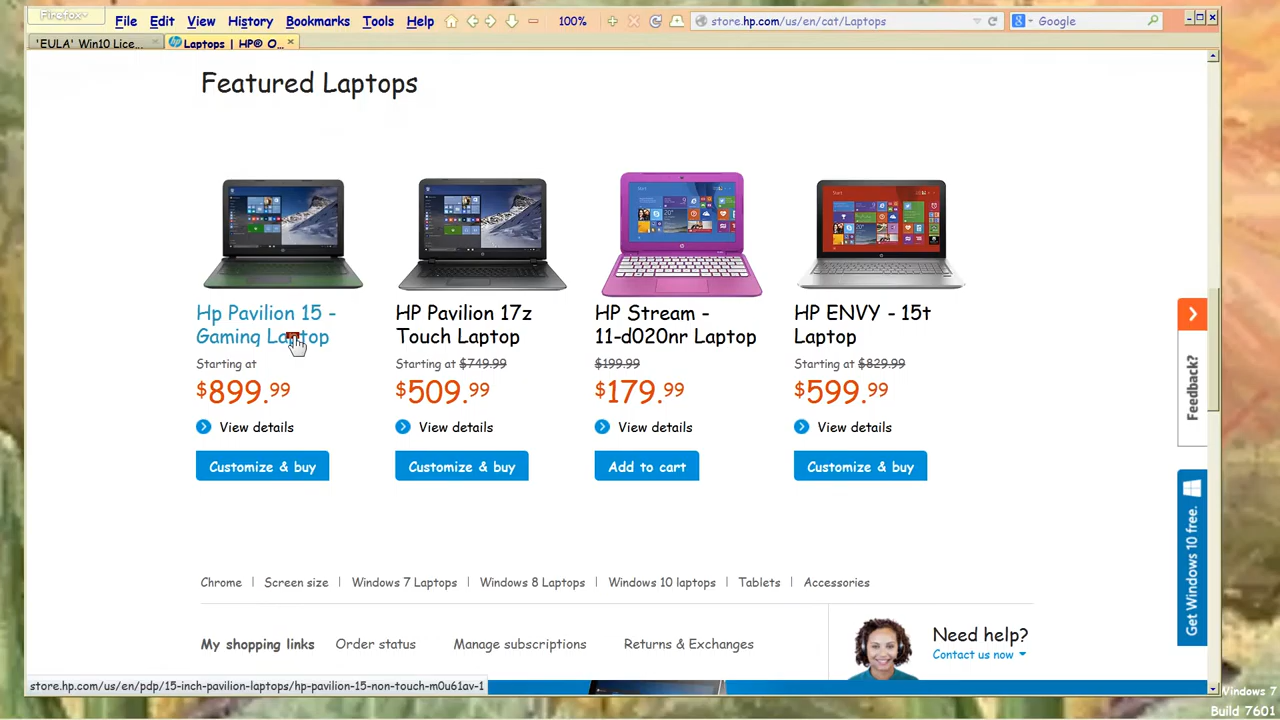 Firefox
File Edit View History Bookmarks Tools Help 100% store.hp.com/us/en/cat/Laptops Google
'EULA' Win10 Lice... Laptops | HP® O...
Featured Laptops
Hp Pavilion 15 -
Gaming Laptop
Starting at
$899.99
View details
Customize & buy
HP Pavilion 17z
Touch Laptop
Starting at $749.99
$509.99
View details
Customize & buy
HP Stream -
11-d020nr Laptop
$199.99
$179.99
View details
Add to cart
HP ENVY - 15t
Laptop
Starting at $829.99
$599.99
View details
Customize & buy
Feedback?
Get Windows 10 free.
Chrome | Screen size | Windows 7 Laptops | Windows 8 Laptops | Windows 10 laptops | Tablets | Accessories
My shopping links Order status Manage subscriptions Returns & Exchanges
Need help?
Contact us now
store.hp.com/us/en/pdp/15-inch-pavilion-laptops/hp-pavilion-15-non-touch-m0u61av-1
Windows 7
Build 7601